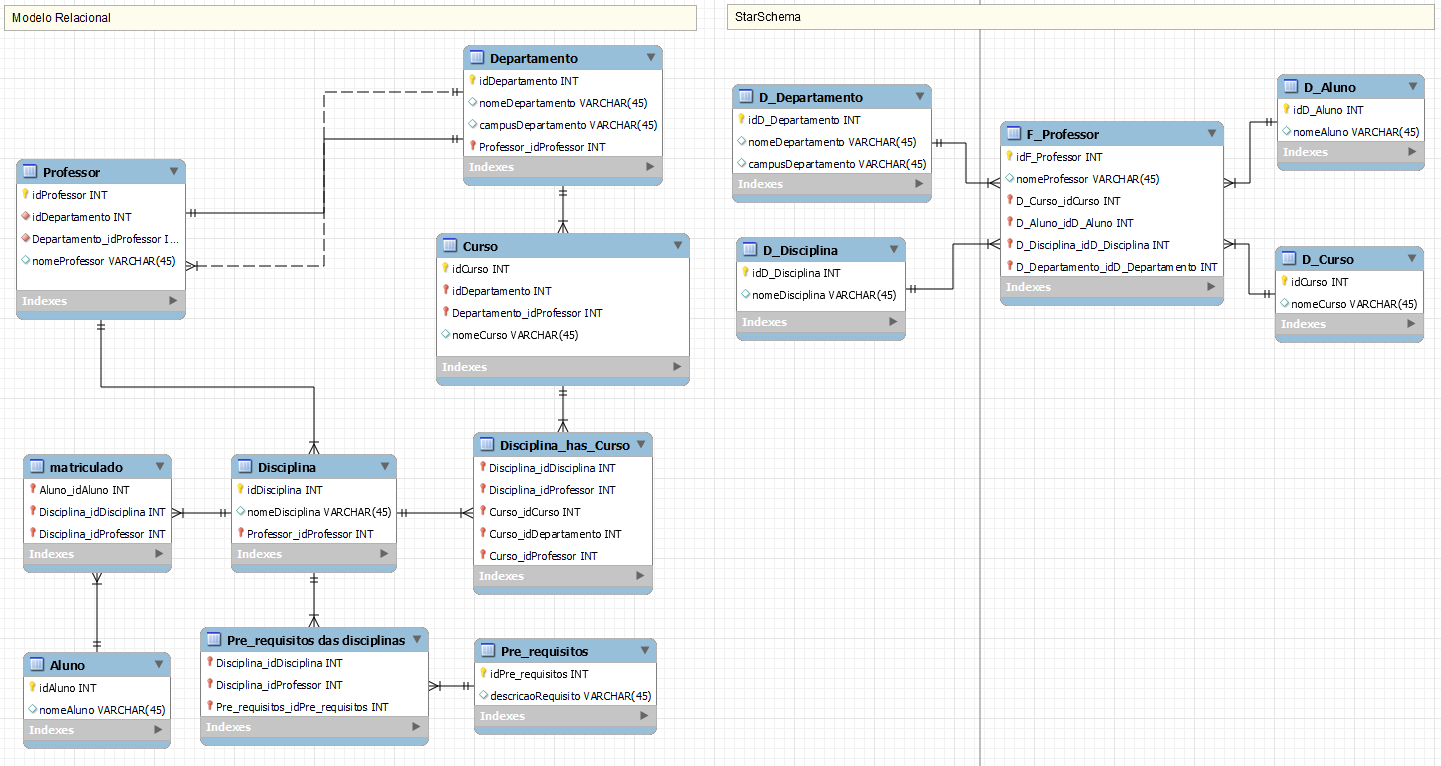 Modelo Relacional
StarSchema
Departamento
idDepartamento INT
nomeDepartamento VARCHAR(45)
campusDepartamento VARCHAR(45)
Professor_idProfessor INT
Indexes
Professor
idProfessor INT
idDepartamento INT
Departamento_idProfessor I...
nomeProfessor VARCHAR(45)
Indexes
Curso
idCurso INT
idDepartamento INT
Departamento_idProfessor INT
nomeCurso VARCHAR(45)
Indexes
matriculado
Aluno_idAluno INT
Disciplina_idDisciplina INT
Disciplina_idProfessor INT
Indexes
Disciplina
idDisciplina INT
nomeDisciplina VARCHAR(45)
Professor_idProfessor INT
Indexes
Disciplina_has_Curso
Disciplina_idDisciplina INT
Disciplina_idProfessor INT
Curso_idCurso INT
Curso_idDepartamento INT
Curso_idProfessor INT
Indexes
Aluno
idAluno INT
nomeAluno VARCHAR(45)
Indexes
Pre_requisitos das disciplinas
Disciplina_idDisciplina INT
Disciplina_idProfessor INT
Pre_requisitos_idPre_requisitos INT
Indexes
Pre_requisitos
idPre_requisitos INT
descricaoRequisito VARCHAR(45)
Indexes
D_Departamento
idD_Departamento INT
nomeDepartamento VARCHAR(45)
campusDepartamento VARCHAR(45)
Indexes
D_Disciplina
idD_Disciplina INT
nomeDisciplina VARCHAR(45)
Indexes
F_Professor
idF_Professor INT
nomeProfessor VARCHAR(45)
D_Curso_idCurso INT
D_Aluno_idD_Aluno INT
D_Disciplina_idD_Disciplina INT
D_Departamento_idD_Departamento INT
Indexes
D_Aluno
idD_Aluno INT
nomeAluno VARCHAR(45)
Indexes
D_Curso
idCurso INT
nomeCurso VARCHAR(45)
Indexes